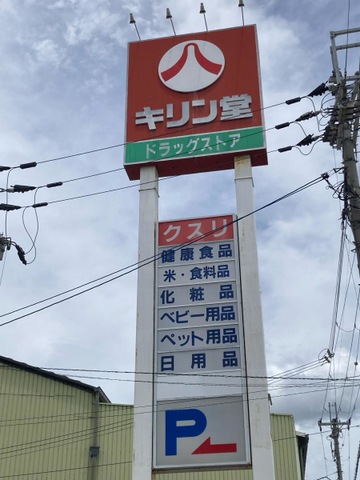 キリン堂
ドラッグストア
クスリ
健康食品
米・食料品
化粧品
ベビー用品
ペット用品
日用品
P